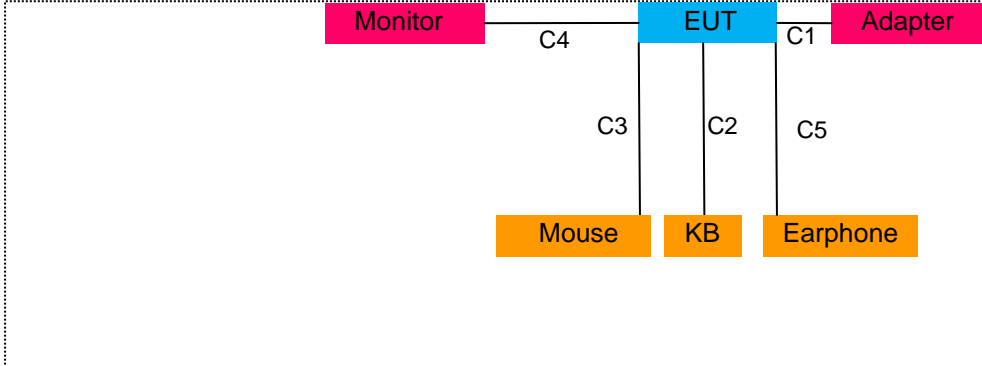 Monitor
EUT
Adapter
C4
C1
C3
C2
C5
Mouse
KB
Earphone